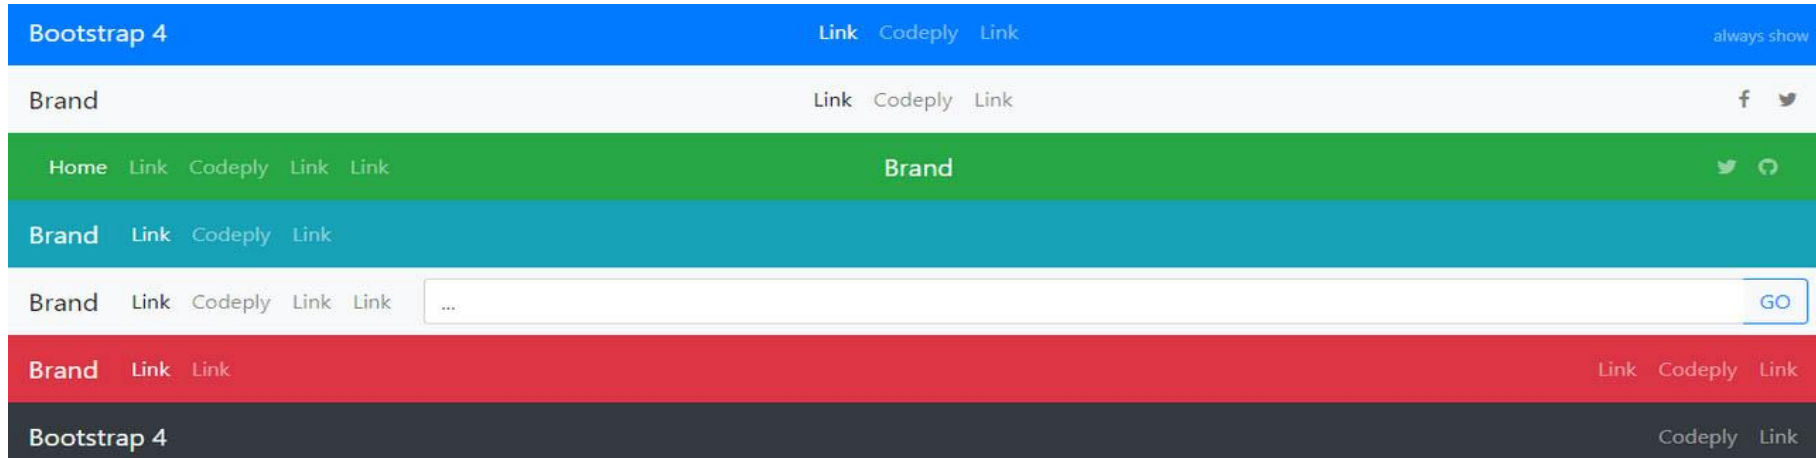 Bootstrap 4 Link Codeply Link always show
Brand Link Codeply Link
Home Link Codeply Link Link Brand
Brand Link Codeply Link
Brand Link Codeply Link Link ... GO
Brand Link Link Link Codeply Link
Bootstrap 4 Codeply Link